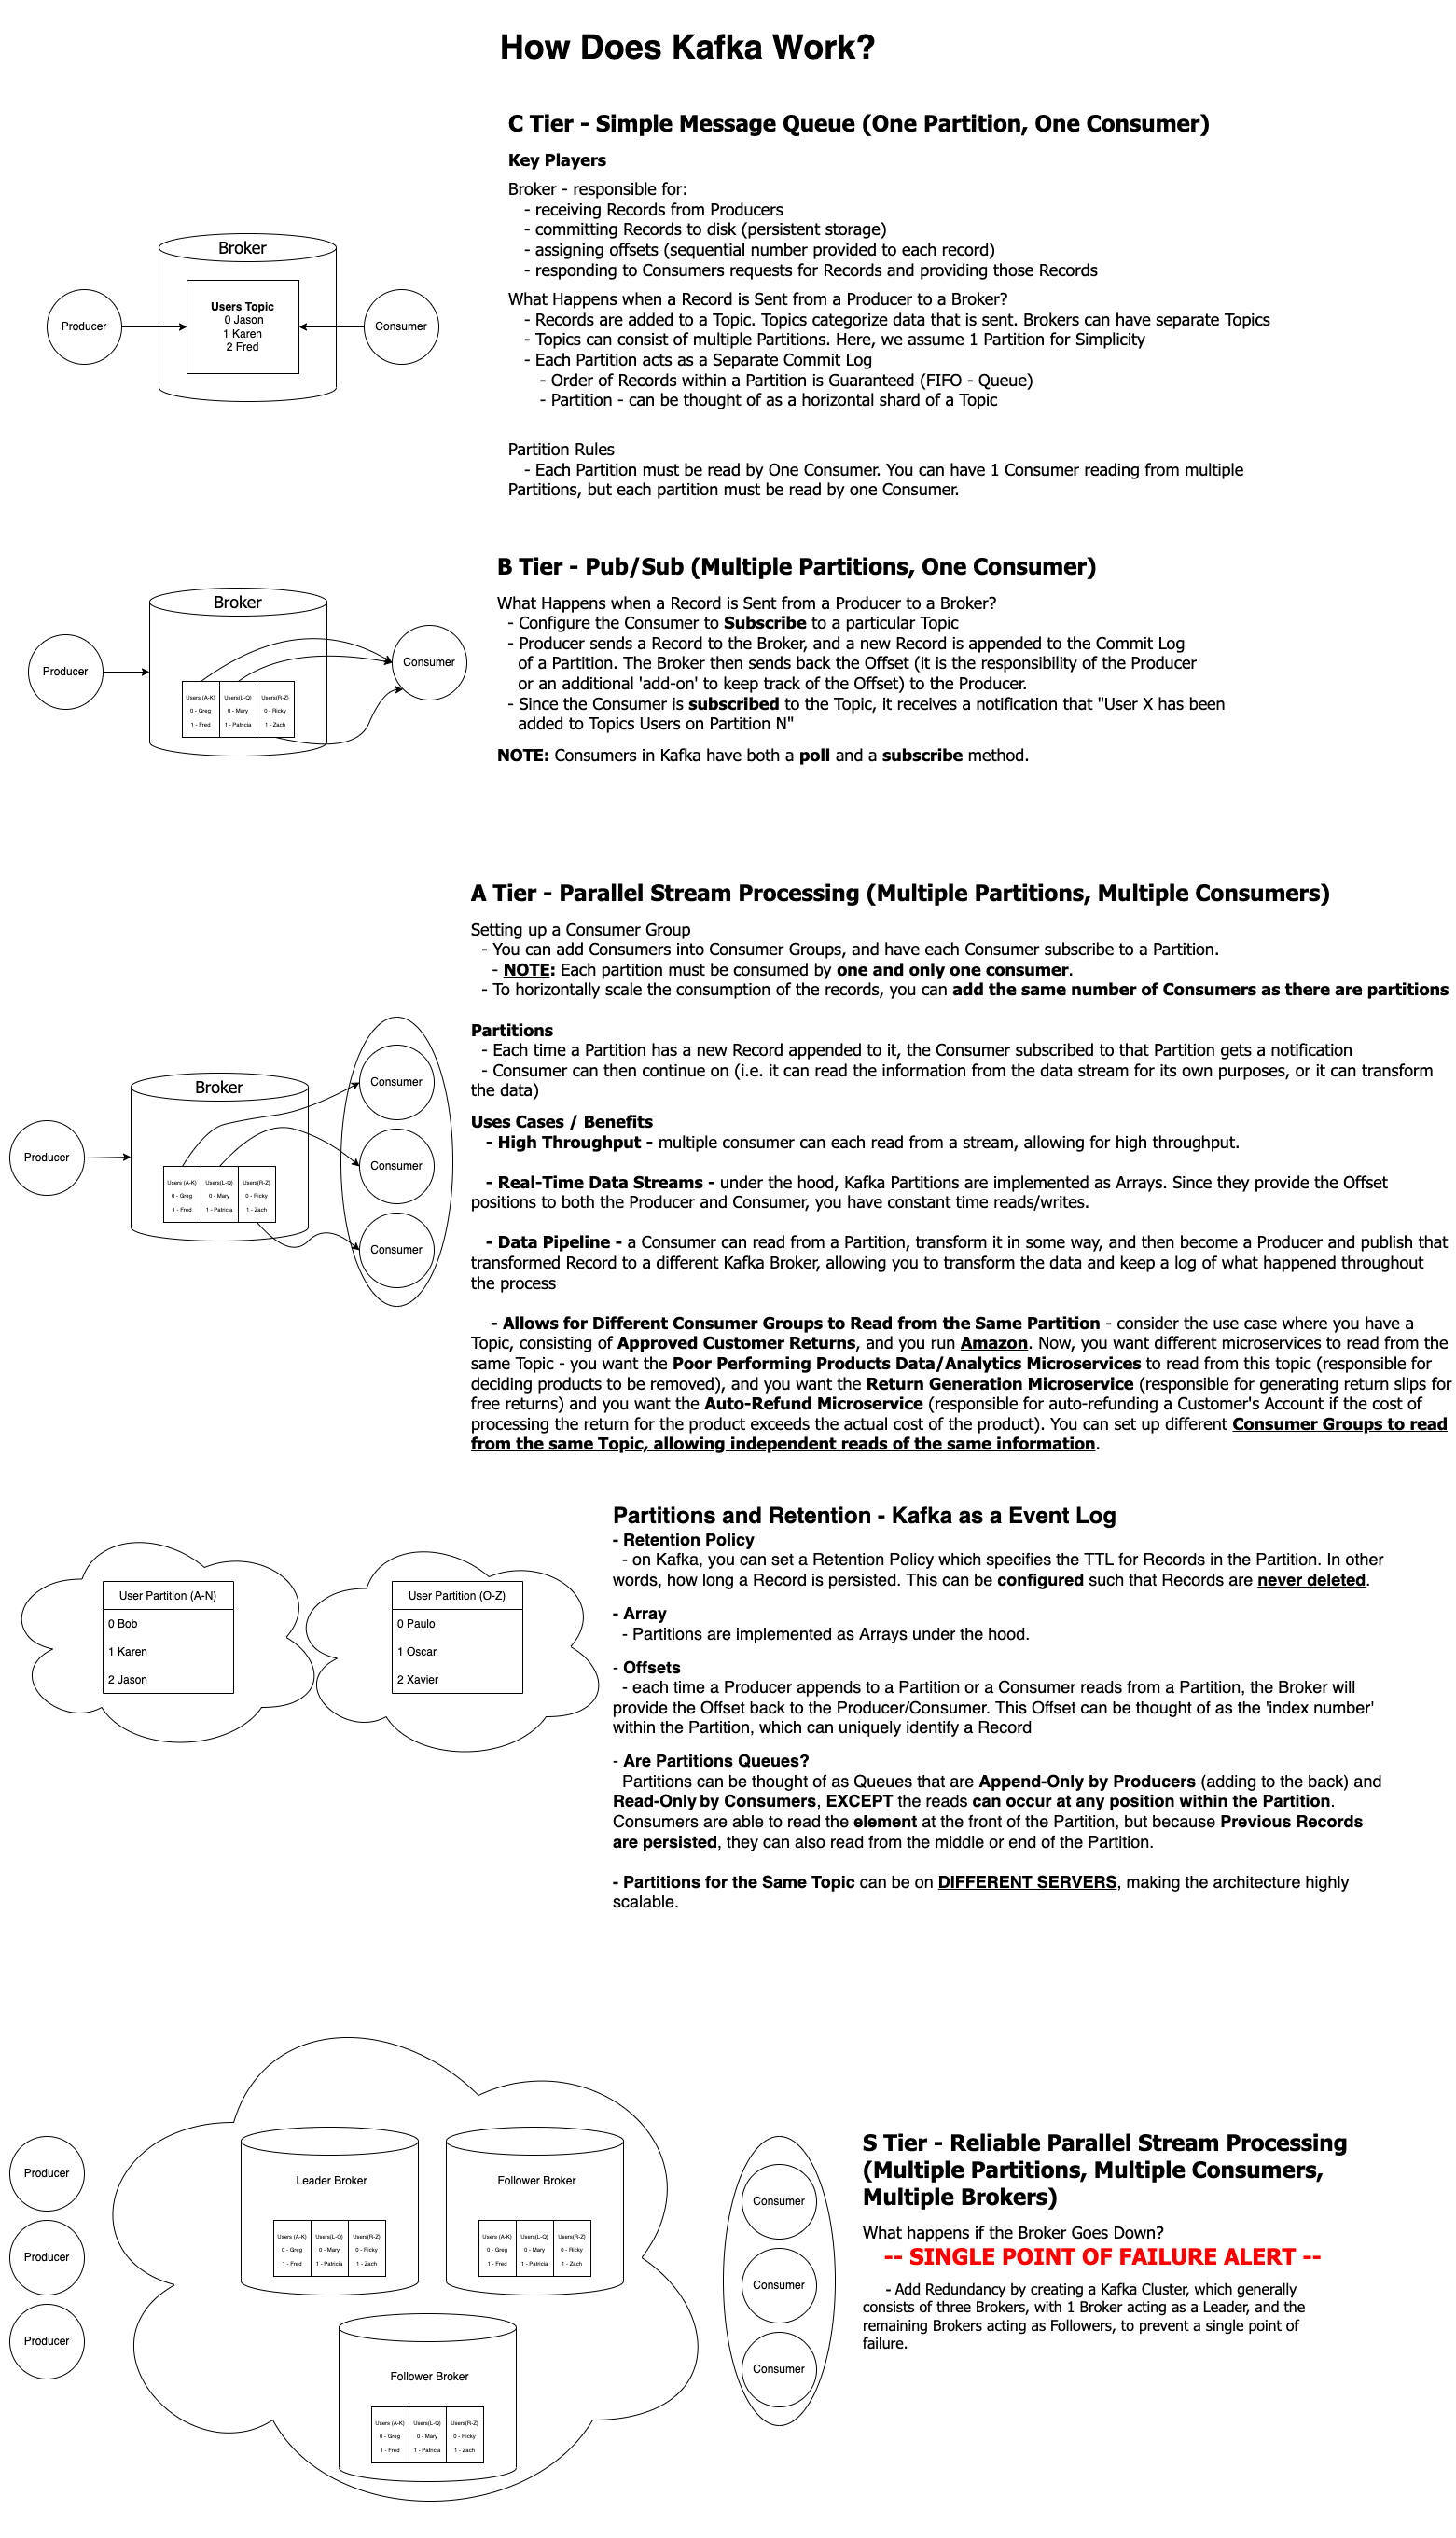 How Does Kafka Work?
C Tier - Simple Message Queue (One Partition, One Consumer)
Key Players
Broker - responsible for:
- receiving Records from Producers
- committing Records to disk (persistent storage)
- assigning offsets (sequential number provided to each record)
- responding to Consumers requests for Records and providing those Records
What Happens when a Record is Sent from a Producer to a Broker?
- Records are added to a Topic. Topics categorize data that is sent. Brokers can have separate Topics
- Topics can consist of multiple Partitions. Here, we assume 1 Partition for Simplicity
- Each Partition acts as a Separate Commit Log
- Order of Records within a Partition is Guaranteed (FIFO - Queue)
- Partition - can be thought of as a horizontal shard of a Topic
Partition Rules
- Each Partition must be read by One Consumer. You can have 1 Consumer reading from multiple
Partitions, but each partition must be read by one Consumer.
Broker
Producer
Users Topic
0 Jason
1 Karen
2 Fred
Consumer
B Tier - Pub/Sub (Multiple Partitions, One Consumer)
What Happens when a Record is Sent from a Producer to a Broker?
- Configure the Consumer to Subscribe to a particular Topic
- Producer sends a Record to the Broker, and a new Record is appended to the Commit Log
of a Partition. The Broker then sends back the Offset (it is the responsibility of the Producer
or an additional 'add-on' to keep track of the Offset) to the Producer.
- Since the Consumer is subscribed to the Topic, it receives a notification that "User X has been
added to Topics Users on Partition N"
NOTE: Consumers in Kafka have both a poll and a subscribe method.
Broker
Producer
Consumer
Users (A-K) Users(L-Q) Users(R-Z)
0 - Greg 0 - Mary 0 - Ricky
1 - Fred 1 - Patricia 1 - Zach
A Tier - Parallel Stream Processing (Multiple Partitions, Multiple Consumers)
Setting up a Consumer Group
- You can add Consumers into Consumer Groups, and have each Consumer subscribe to a Partition.
- NOTE: Each partition must be consumed by one and only one consumer.
- To horizontally scale the consumption of the records, you can add the same number of Consumers as there are partitions
Partitions
- Each time a Partition has a new Record appended to it, the Consumer subscribed to that Partition gets a notification
- Consumer can then continue on (i.e. it can read the information from the data stream for its own purposes, or it can transform
the data)
Uses Cases / Benefits
- High Throughput - multiple consumer can each read from a stream, allowing for high throughput.
- Real-Time Data Streams - under the hood, Kafka Partitions are implemented as Arrays. Since they provide the Offset
positions to both the Producer and Consumer, you have constant time reads/writes.
- Data Pipeline - a Consumer can read from a Partition, transform it in some way, and then become a Producer and publish that
transformed Record to a different Kafka Broker, allowing you to transform the data and keep a log of what happened throughout
the process
- Allows for Different Consumer Groups to Read from the Same Partition - consider the use case where you have a
Topic, consisting of Approved Customer Returns, and you run Amazon. Now, you want different microservices to read from the
same Topic - you want the Poor Performing Products Data/Analytics Microservices to read from this topic (responsible for
deciding products to be removed), and you want the Return Generation Microservice (responsible for generating return slips for
free returns) and you want the Auto-Refund Microservice (responsible for auto-refunding a Customer's Account if the cost of
processing the return for the product exceeds the actual cost of the product). You can set up different Consumer Groups to read
from the same Topic, allowing independent reads of the same information.
Broker
Producer
Consumer
Consumer
Consumer
Users (A-K) Users(L-Q) Users(R-Z)
0 - Greg 0 - Mary 0 - Ricky
1 - Fred 1 - Patricia 1 - Zach
Partitions and Retention - Kafka as a Event Log
- Retention Policy
- on Kafka, you can set a Retention Policy which specifies the TTL for Records in the Partition. In other
words, how long a Record is persisted. This can be configured such that Records are never deleted.
- Array
- Partitions are implemented as Arrays under the hood.
- Offsets
- each time a Producer appends to a Partition or a Consumer reads from a Partition, the Broker will
provide the Offset back to the Producer/Consumer. This Offset can be thought of as the 'index number'
within the Partition, which can uniquely identify a Record
- Are Partitions Queues?
Partitions can be thought of as Queues that are Append-Only by Producers (adding to the back) and
Read-Only by Consumers, EXCEPT the reads can occur at any position within the Partition.
Consumers are able to read the element at the front of the Partition, but because Previous Records
are persisted, they can also read from the middle or end of the Partition.
- Partitions for the Same Topic can be on DIFFERENT SERVERS, making the architecture highly
scalable.
User Partition (A-N)
0 Bob
1 Karen
2 Jason
User Partition (O-Z)
0 Paulo
1 Oscar
2 Xavier
Producer
Producer
Producer
Leader Broker
Users (A-K) Users(L-Q) Users(R-Z)
0 - Greg 0 - Mary 0 - Ricky
1 - Fred 1 - Patricia 1 - Zach
Follower Broker
Users (A-K) Users(L-Q) Users(R-Z)
0 - Greg 0 - Mary 0 - Ricky
1 - Fred 1 - Patricia 1 - Zach
Follower Broker
Users (A-K) Users(L-Q) Users(R-Z)
0 - Greg 0 - Mary 0 - Ricky
1 - Fred 1 - Patricia 1 - Zach
Consumer
Consumer
Consumer
S Tier - Reliable Parallel Stream Processing
(Multiple Partitions, Multiple Consumers,
Multiple Brokers)
What happens if the Broker Goes Down?
-- SINGLE POINT OF FAILURE ALERT --
- Add Redundancy by creating a Kafka Cluster, which generally
consists of three Brokers, with 1 Broker acting as a Leader, and the
remaining Brokers acting as Followers, to prevent a single point of
failure.